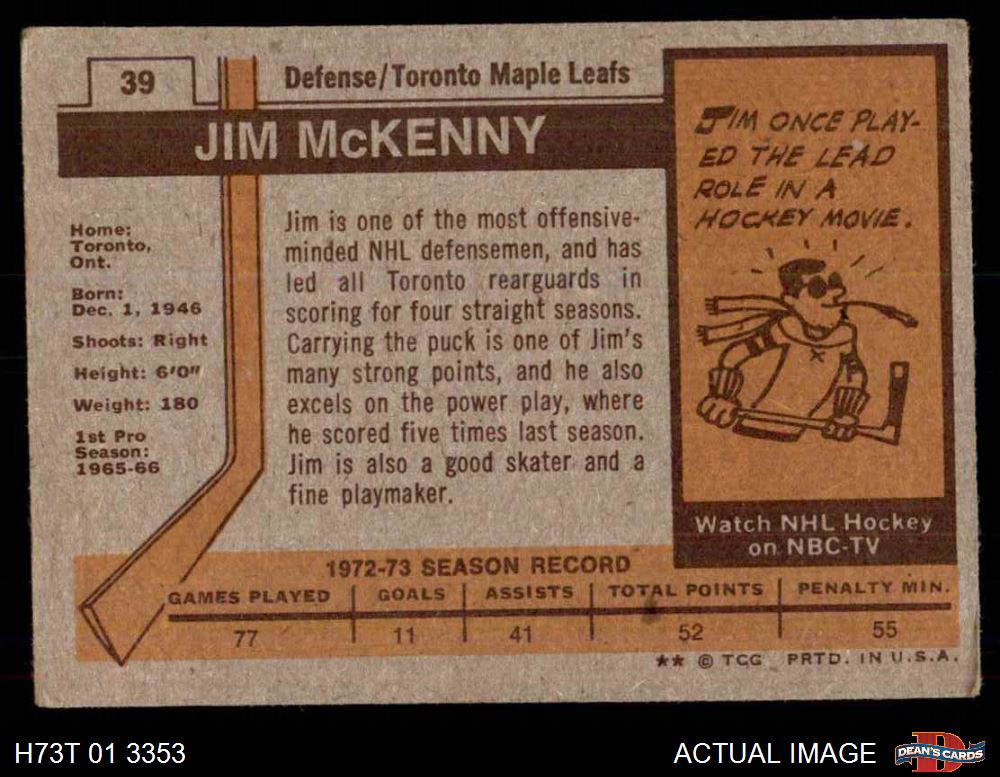 39
Defense/Toronto Maple Leafs
JIM McKENNY
Home:
Toronto,
Ont.
Born:
Dec. 1, 1946
Shoots: Right
Height: 6'0"
Weight: 180
1st Pro
Season:
1965-66
Jim is one of the most offensive-
minded NHL defensemen, and has
led all Toronto rearguards in
scoring for four straight seasons.
Carrying the puck is one of Jim's
many strong points, and he also
excels on the power play, where
he scored five times last season.
Jim is also a good skater and a
fine playmaker.
JIM ONCE PLAY-
ED THE LEAD
ROLE IN A
HOCKEY MOVIE.
Watch NHL Hockey
on NBC-TV
1972-73 SEASON RECORD
GAMES PLAYED GOALS ASSISTS TOTAL POINTS PENALTY MIN.
77 11 41 52 55
** © TCG PRTD. IN U.S.A.
H73T 01 3353
ACTUAL IMAGE
DEAN'S CARDS